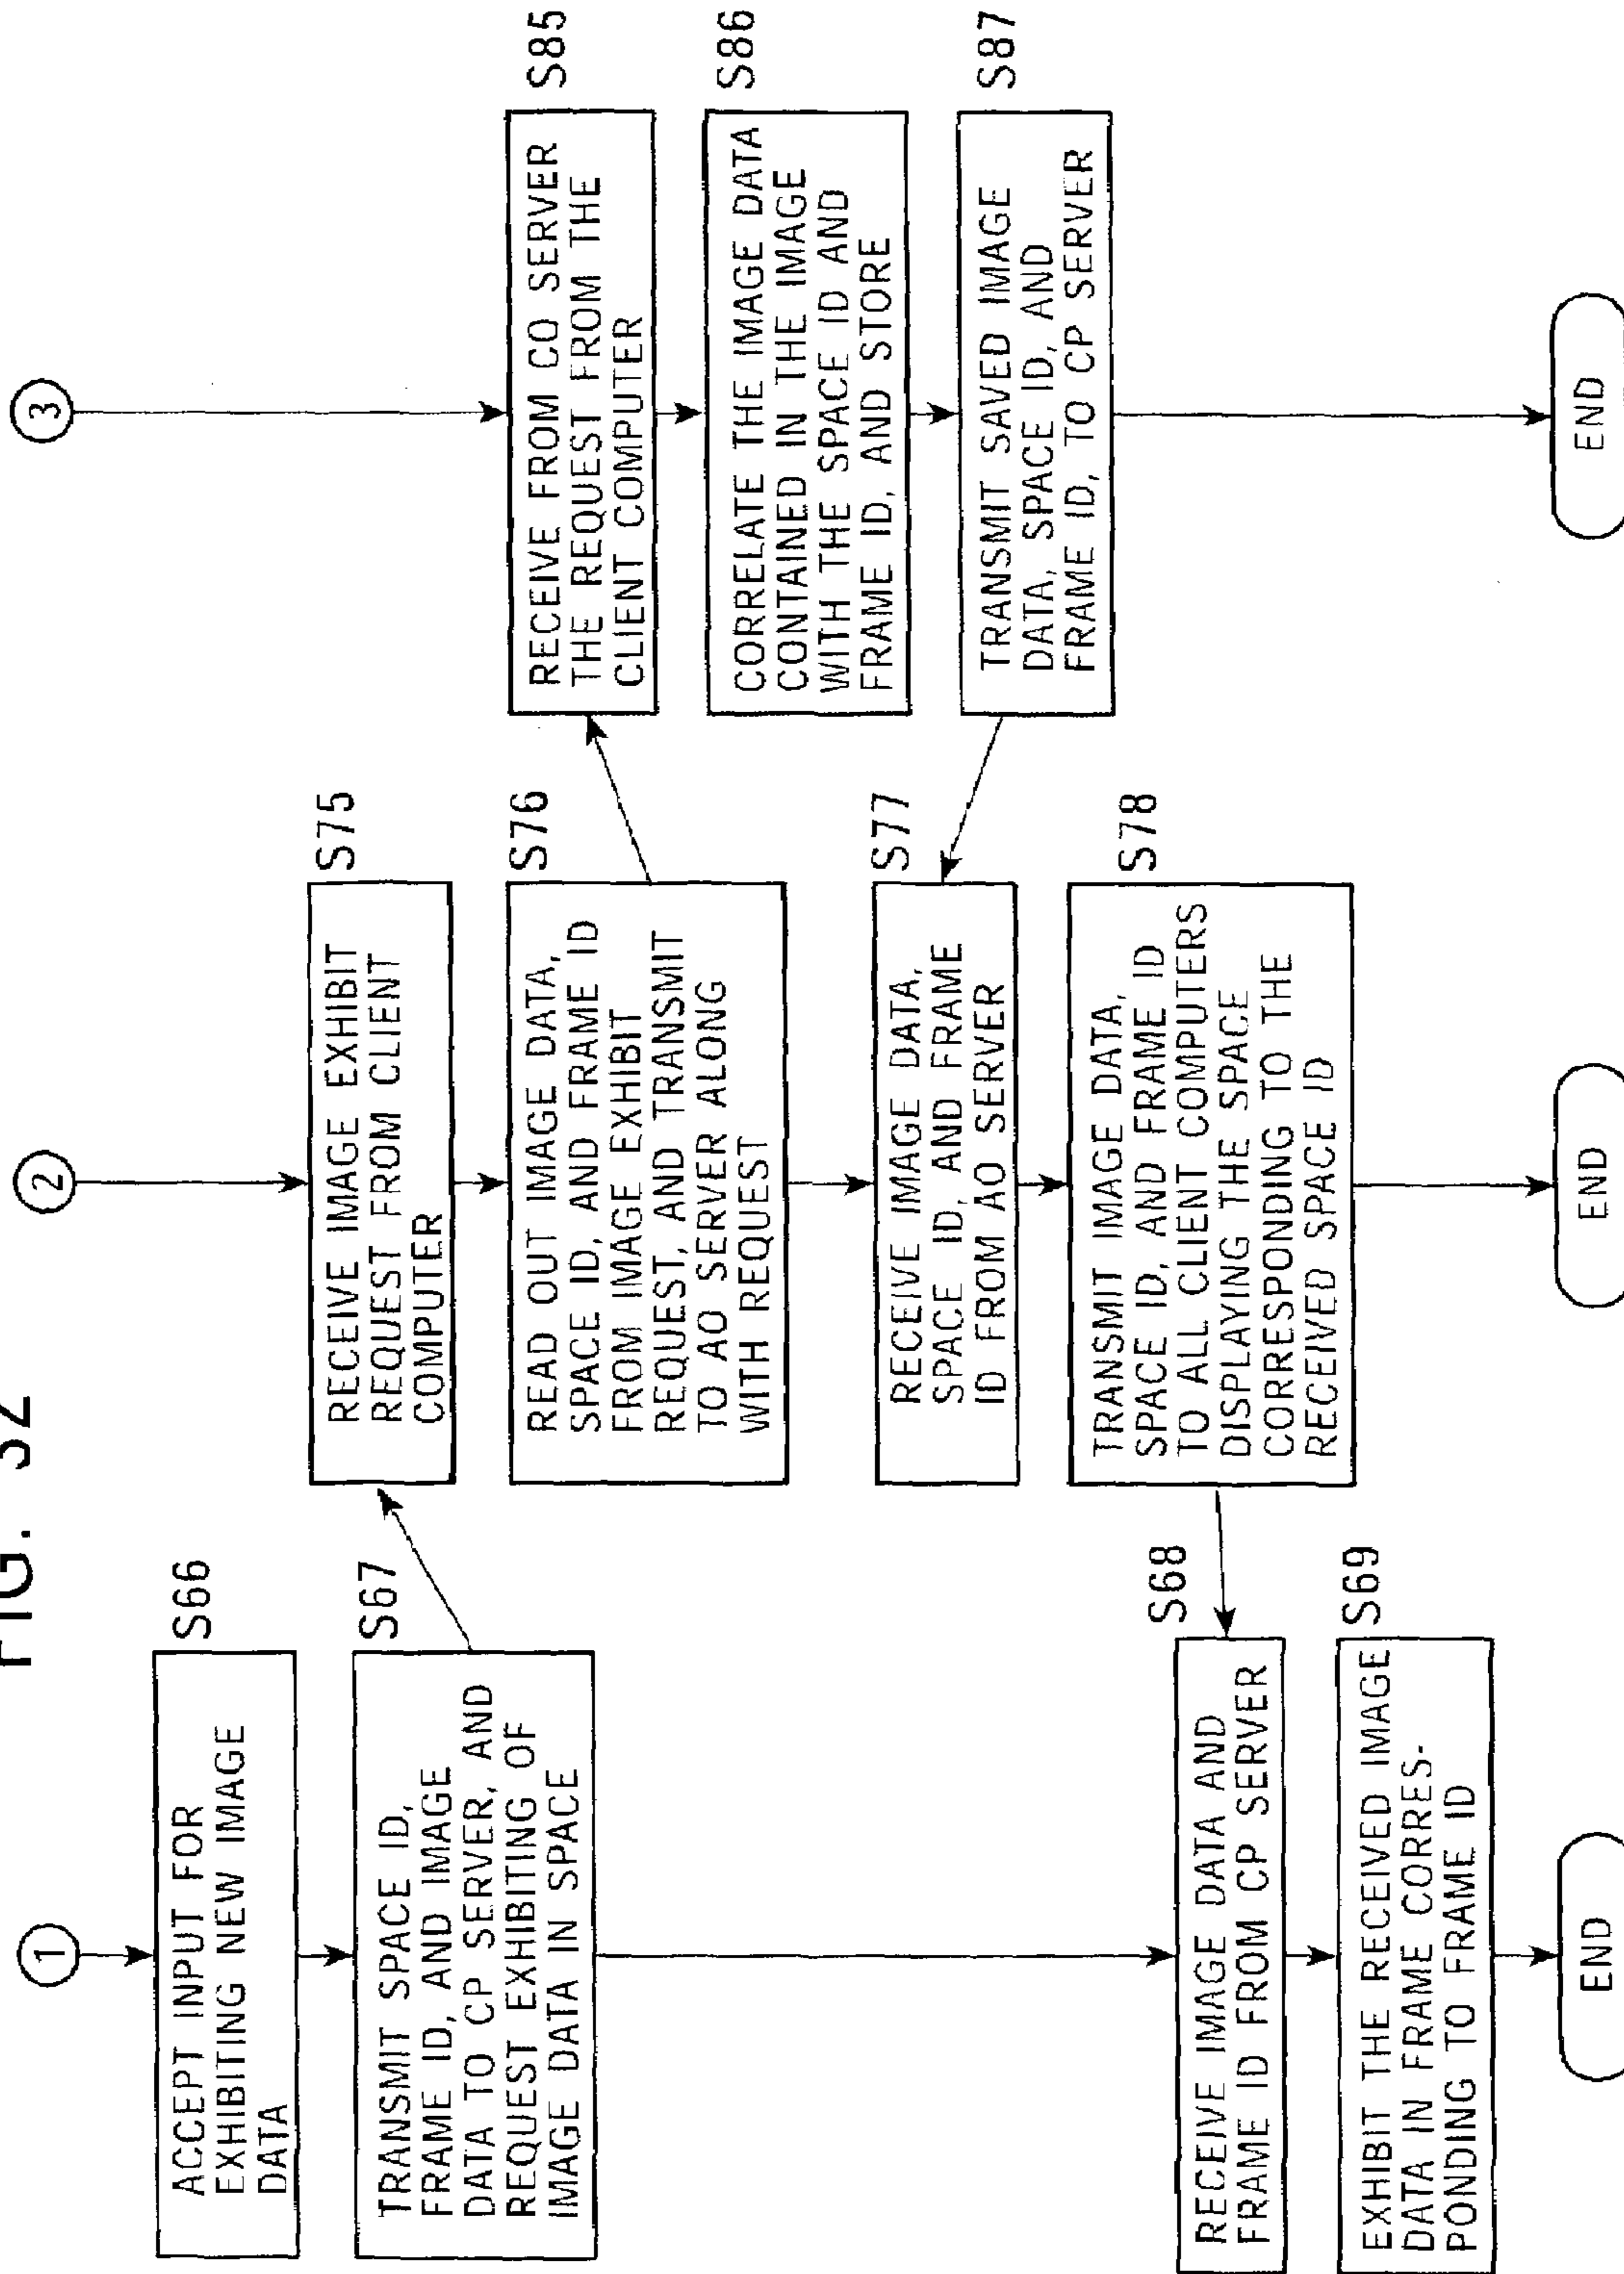 FIG. 32
1
ACCEPT INPUT FOR
EXHIBITING NEW IMAGE
DATA
S66
TRANSMIT SPACE ID,
FRAME ID, AND IMAGE
DATA TO CP SERVER, AND
REQUEST EXHIBITING OF
IMAGE DATA IN SPACE
S67
RECEIVE IMAGE DATA AND
FRAME ID FROM CP SERVER
S68
EXHIBIT THE RECEIVED IMAGE
DATA IN FRAME CORRES-
PONDING TO FRAME ID
S69
END
2
RECEIVE IMAGE EXHIBIT
REQUEST FROM CLIENT
COMPUTER
S75
READ OUT IMAGE DATA,
SPACE ID, AND FRAME ID
FROM IMAGE EXHIBIT
REQUEST, AND TRANSMIT
TO AO SERVER ALONG
WITH REQUEST
S76
RECEIVE IMAGE DATA,
SPACE ID, AND FRAME
ID FROM AO SERVER
S77
TRANSMIT IMAGE DATA,
SPACE ID, AND FRAME ID
TO ALL CLIENT COMPUTERS
DISPLAYING THE SPACE
CORRESPONDING TO THE
RECEIVED SPACE ID
S78
END
3
RECEIVE FROM CO SERVER
THE REQUEST FROM THE
CLIENT COMPUTER
S85
CORRELATE THE IMAGE DATA
CONTAINED IN THE IMAGE
WITH THE SPACE ID AND
FRAME ID, AND STORE
S86
TRANSMIT SAVED IMAGE
DATA, SPACE ID, AND
FRAME ID, TO CP SERVER
S87
END